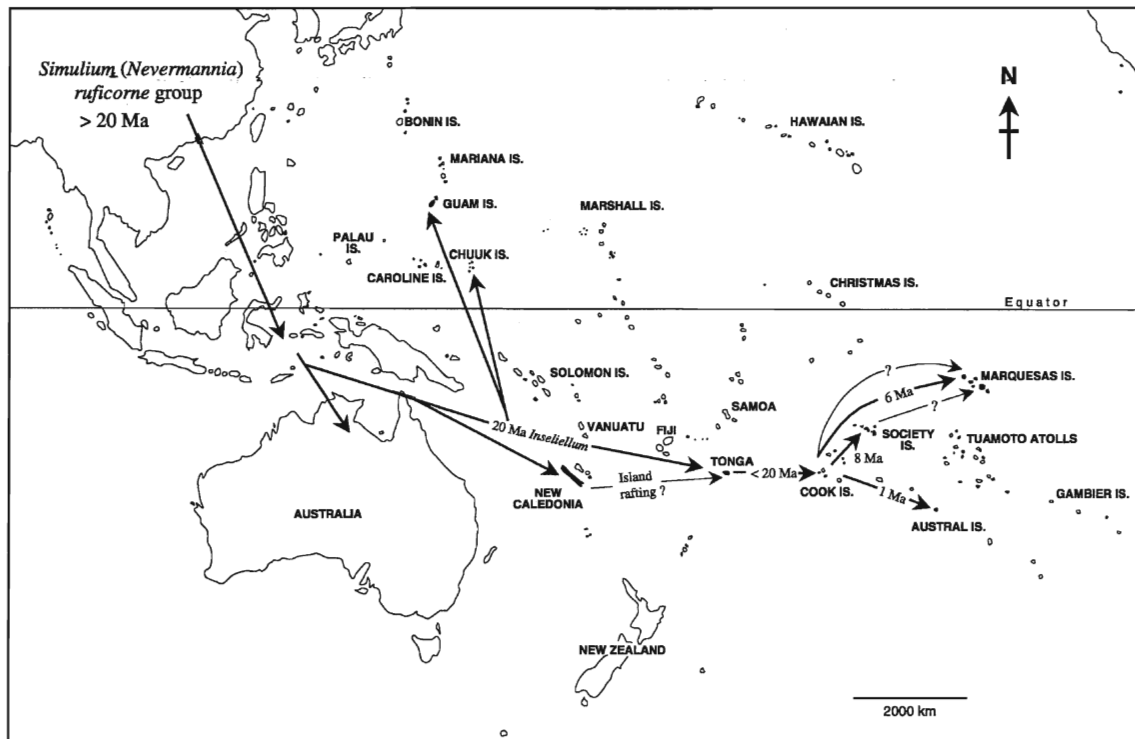 Simulium (Nevermannia)
ruficorne group
> 20 Ma
N
BONIN IS.
HAWAIAN IS.
MARIANA IS.
GUAM IS.
MARSHALL IS.
PALAU
IS.
CHUUK IS.
CAROLINE IS.
CHRISTMAS IS.
Equator
SOLOMON IS.
?
MARQUESAS IS.
6 Ma
?
SAMOA
20 Ma Inseliellum
VANUATU
FIJI
SOCIETY
IS.
TUAMOTO ATOLLS
8 Ma
TONGA
< 20 Ma
Island
rafting ?
NEW
CALEDONIA
COOK IS.
1 Ma
GAMBIER IS.
AUSTRALIA
AUSTRAL IS.
NEW ZEALAND
2000 km